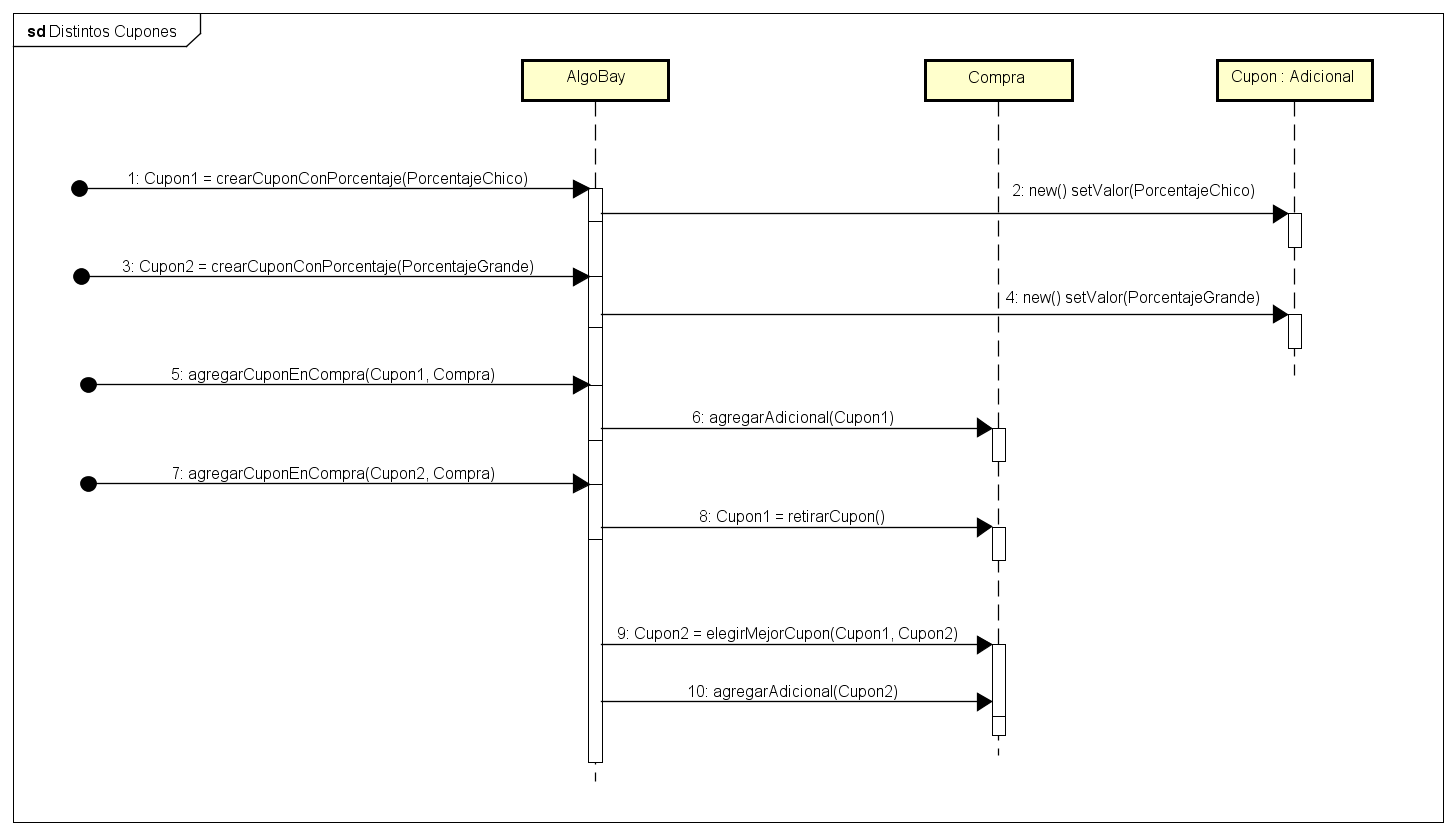 sd Distintos Cupones
AlgoBay
Compra
Cupon : Adicional
1: Cupon1 = crearCuponConPorcentaje(PorcentajeChico)
2: new() setValor(PorcentajeChico)
3: Cupon2 = crearCuponConPorcentaje(PorcentajeGrande)
4: new() setValor(PorcentajeGrande)
5: agregarCuponEnCompra(Cupon1, Compra)
6: agregarAdicional(Cupon1)
7: agregarCuponEnCompra(Cupon2, Compra)
8: Cupon1 = retirarCupon()
9: Cupon2 = elegirMejorCupon(Cupon1, Cupon2)
10: agregarAdicional(Cupon2)